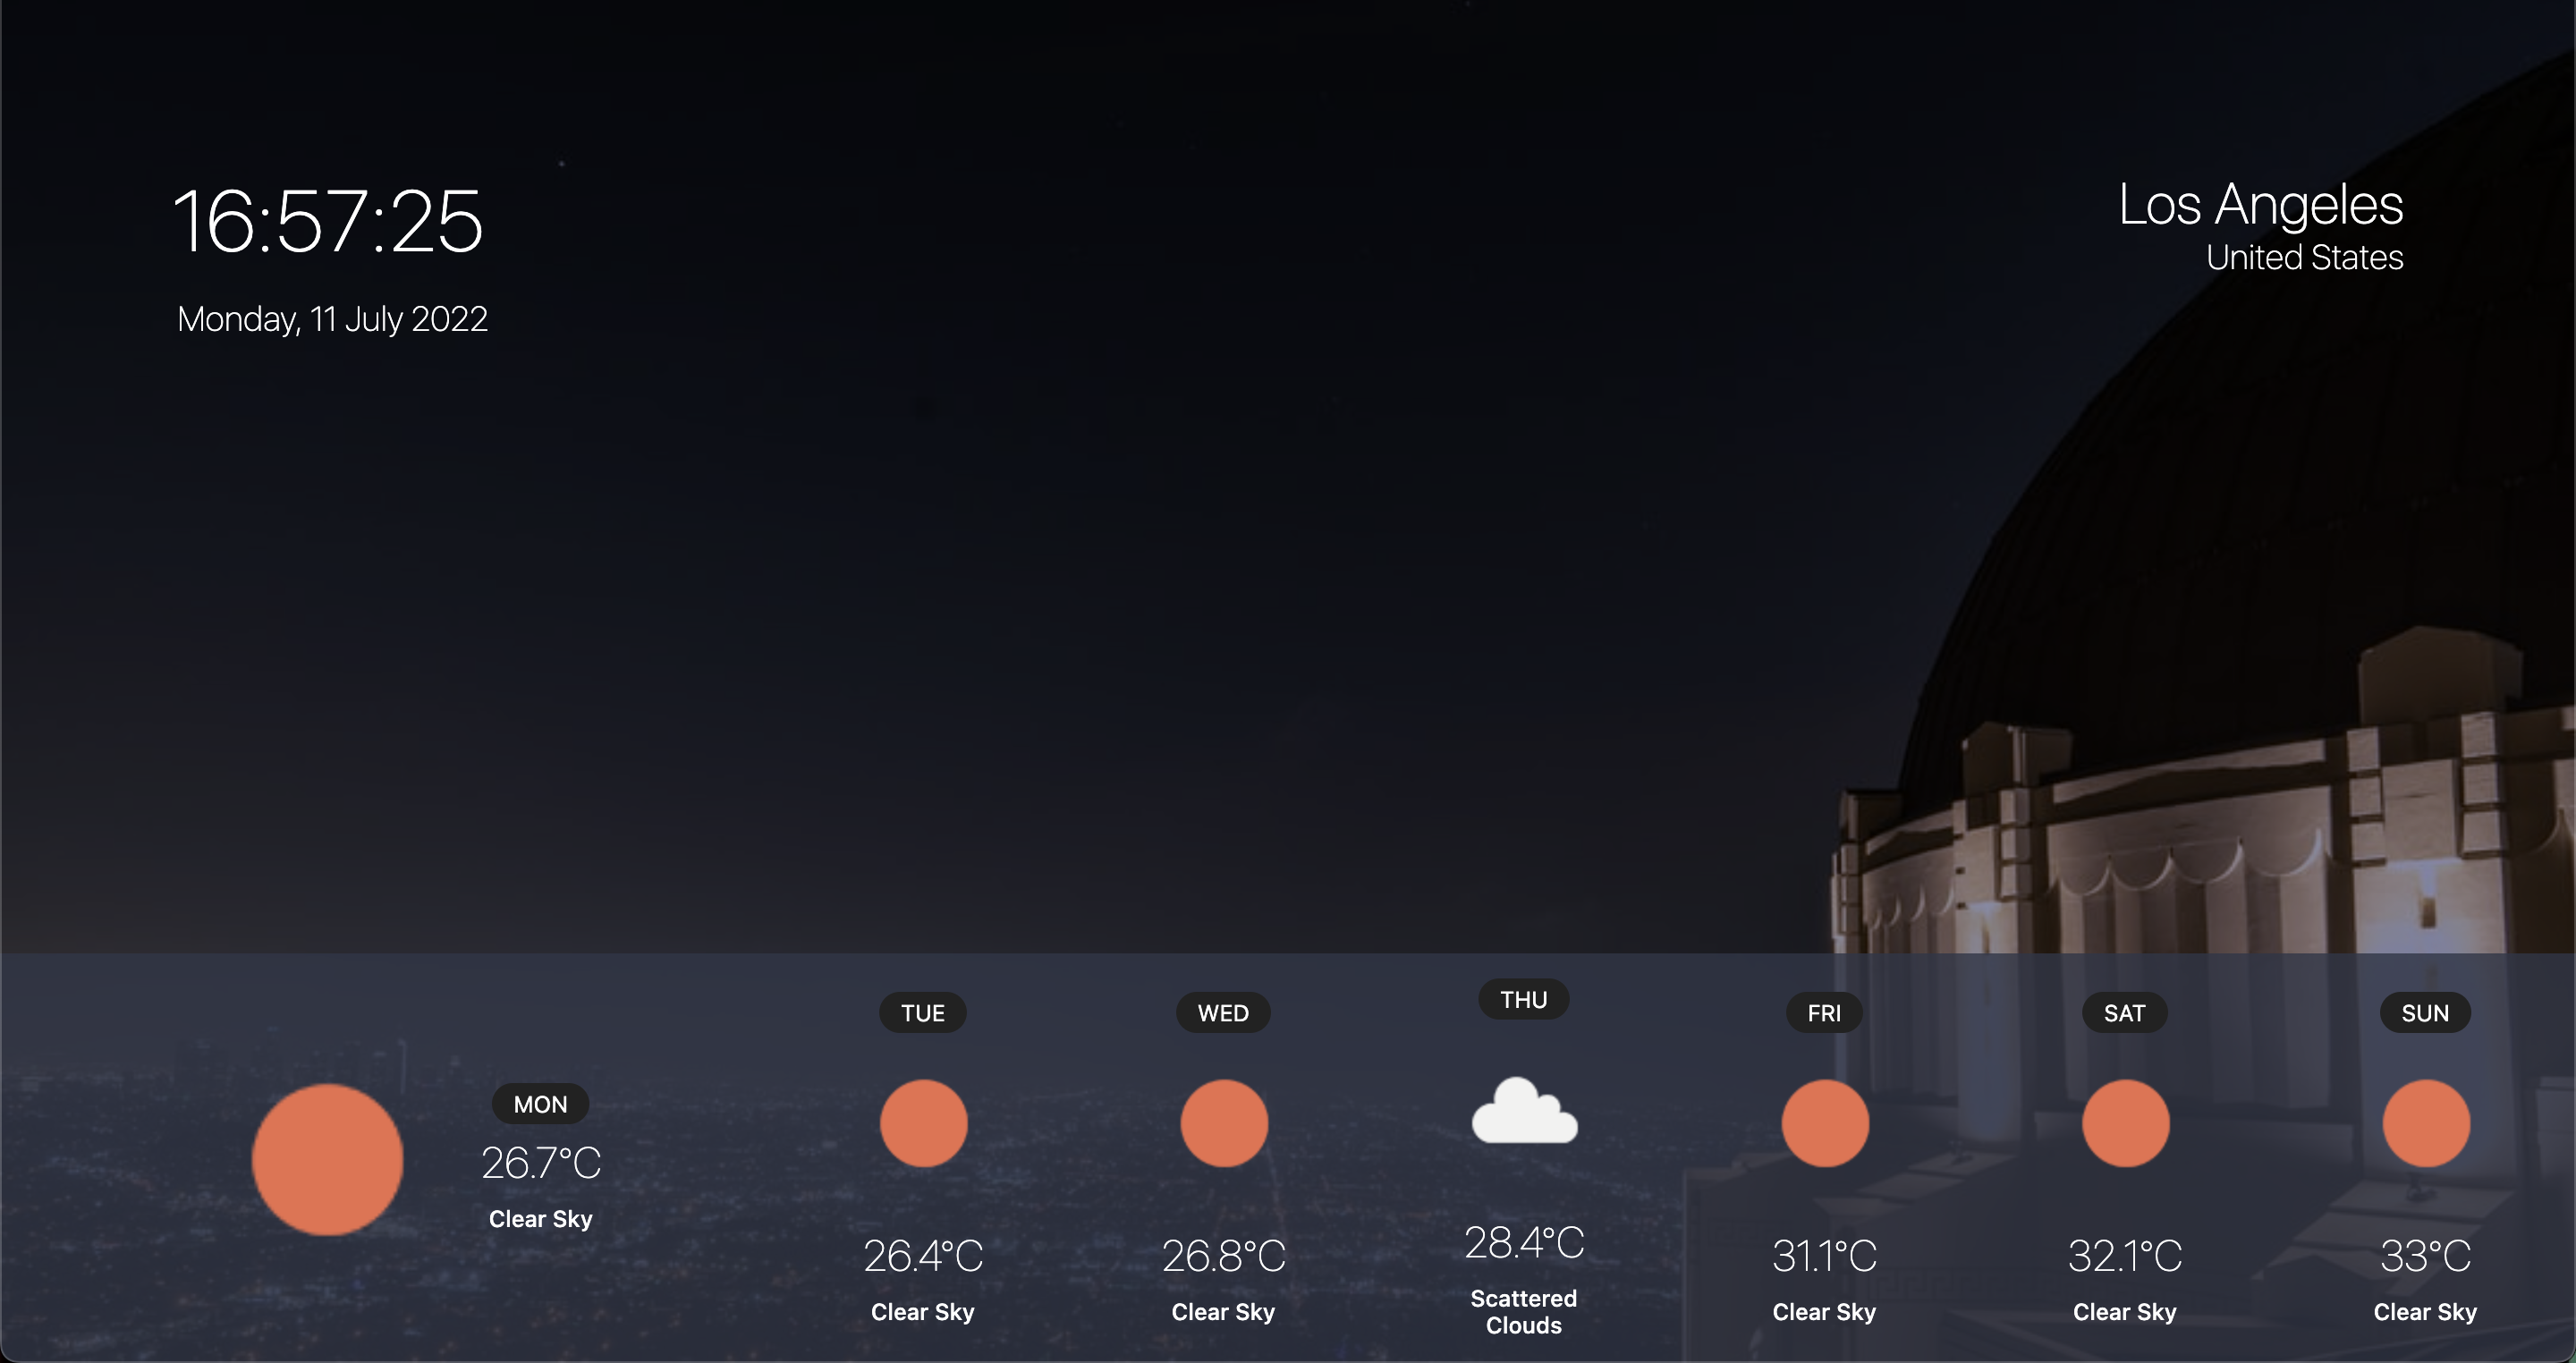 16:57:25
Monday, 11 July 2022
Los Angeles
United States
MON
26.7°C
Clear Sky
TUE
26.4°C
Clear Sky
WED
26.8°C
Clear Sky
THU
28.4°C
Scattered
Clouds
FRI
31.1°C
Clear Sky
SAT
32.1°C
Clear Sky
SUN
33°C
Clear Sky